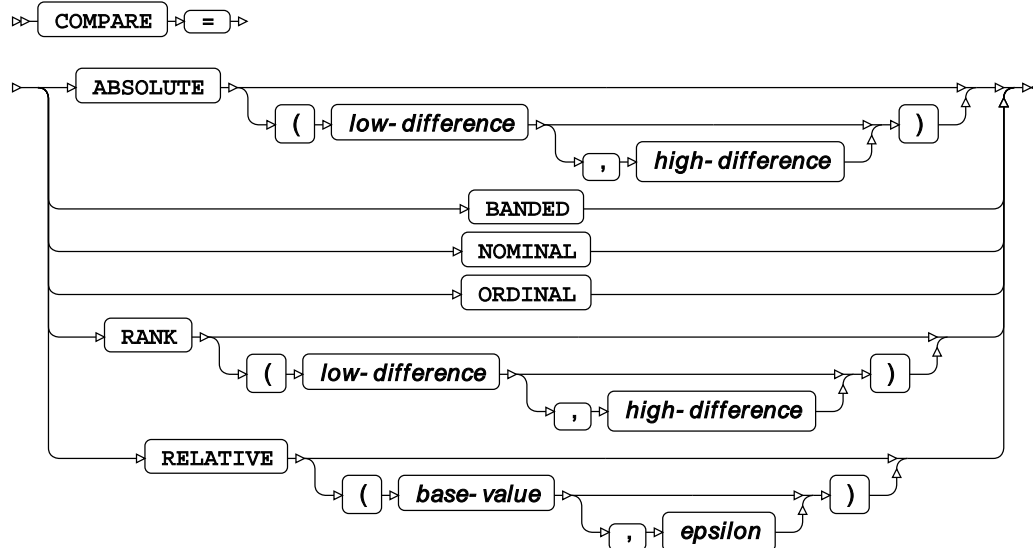 COMPARE =
ABSOLUTE
( low- difference )
, high- difference
BANDED
NOMINAL
ORDINAL
RANK
( low- difference )
, high- difference
RELATIVE
( base- value )
, epsilon